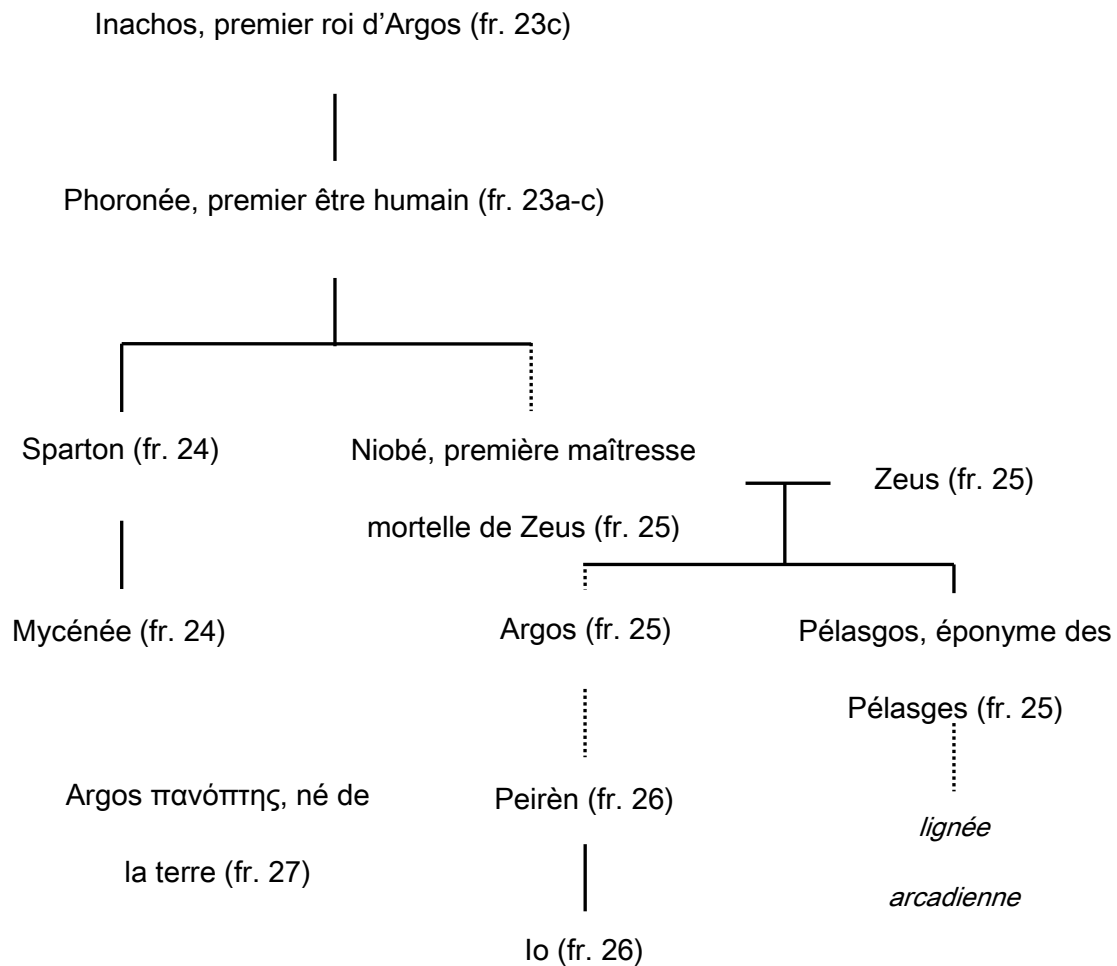 Inachos, premier roi d'Argos (fr. 23c)
Phoronée, premier être humain (fr. 23a-c)
Sparton (fr. 24)
Niobé, première maîtresse
mortelle de Zeus (fr. 25)
Zeus (fr. 25)
Mycénée (fr. 24)
Argos (fr. 25)
Pélasgos, éponyme des
Pélasges (fr. 25)
Argos πανόπτης, né de
la terre (fr. 27)
Peirèn (fr. 26)
lignée
arcadienne
Io (fr. 26)